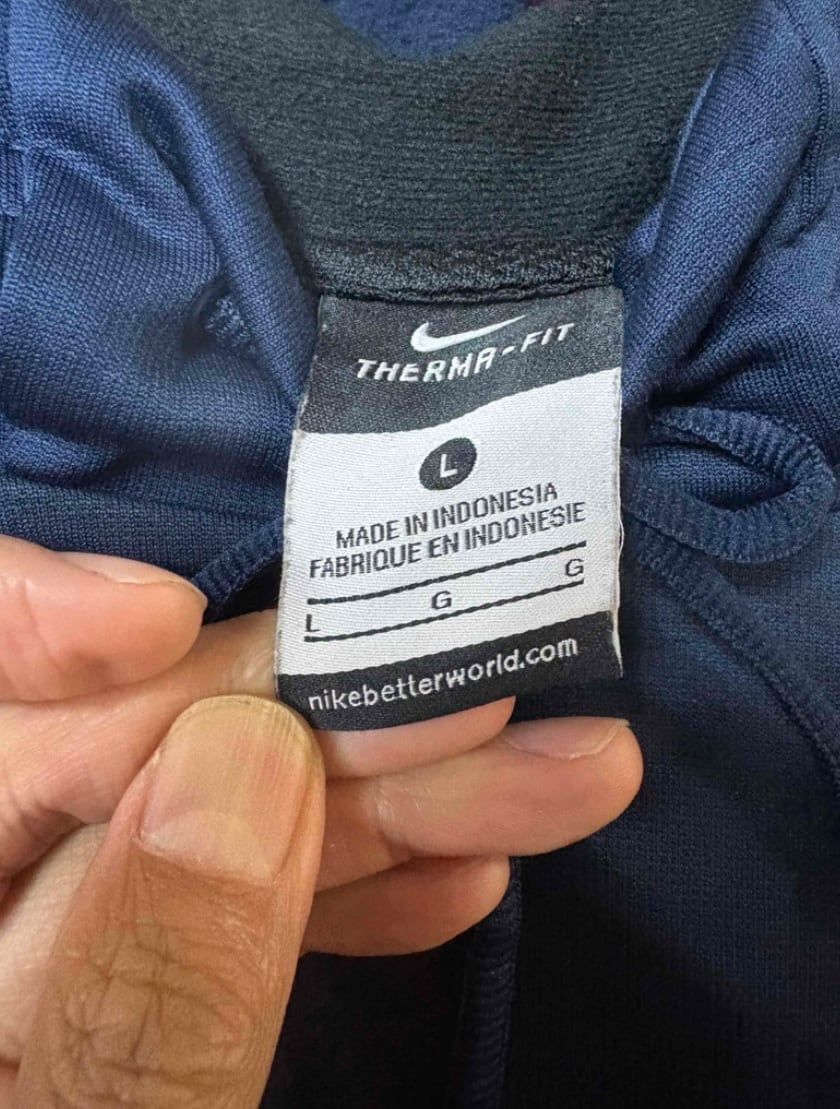 THERMA-FIT
L
MADE IN INDONESIA
FABRIQUE EN INDONESIE
L G G
nikebetterworld.com